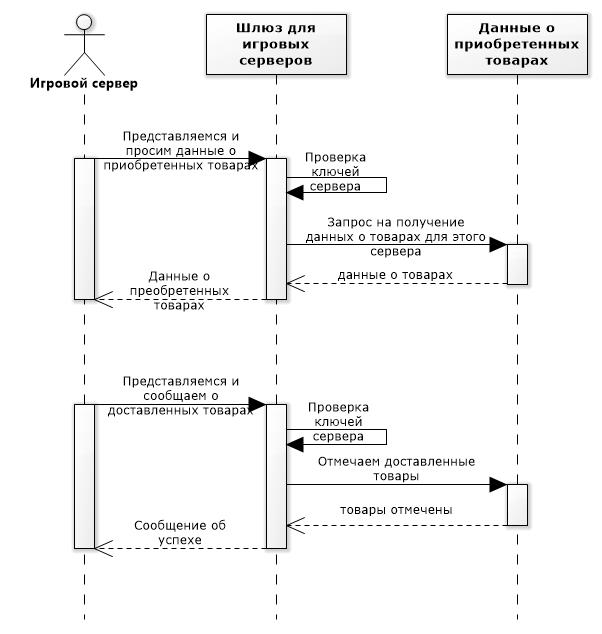 Игровой сервер
Шлюз для
игровых
серверов
Данные о
приобретенных
товарах
Представляемся и
просим данные о
приобретенных товарах
Проверка
ключей
сервера
Запрос на получение
данных о товарах для этого
сервера
данные о товарах
Данные о
преобретенных
товарах
Представляемся и
сообщаем о
доставленных товарах
Проверка
ключей
сервера
Отмечаем доставленные
товары
товары отмечены
Сообщение об
успехе